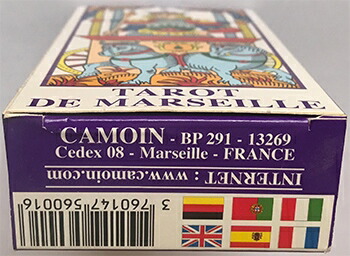 TAROT
DE MARSEILLE
CAMOIN - BP 291 - 13269
Cedex 08 - Marseille - FRANCE
INTERNET : www.camoin.com
3 760147 560016